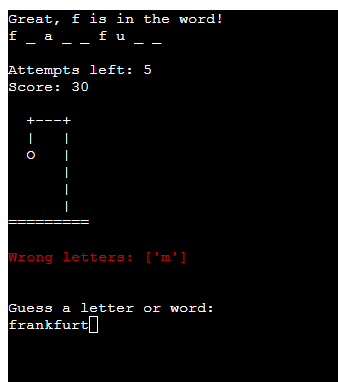 Great, f is in the word!
f _ a _ _ f u _ _
Attempts left: 5
Score: 30
+---+
|   |
O   |
|
|
|
=========
Wrong letters: ['m']
Guess a letter or word:
frankfurt